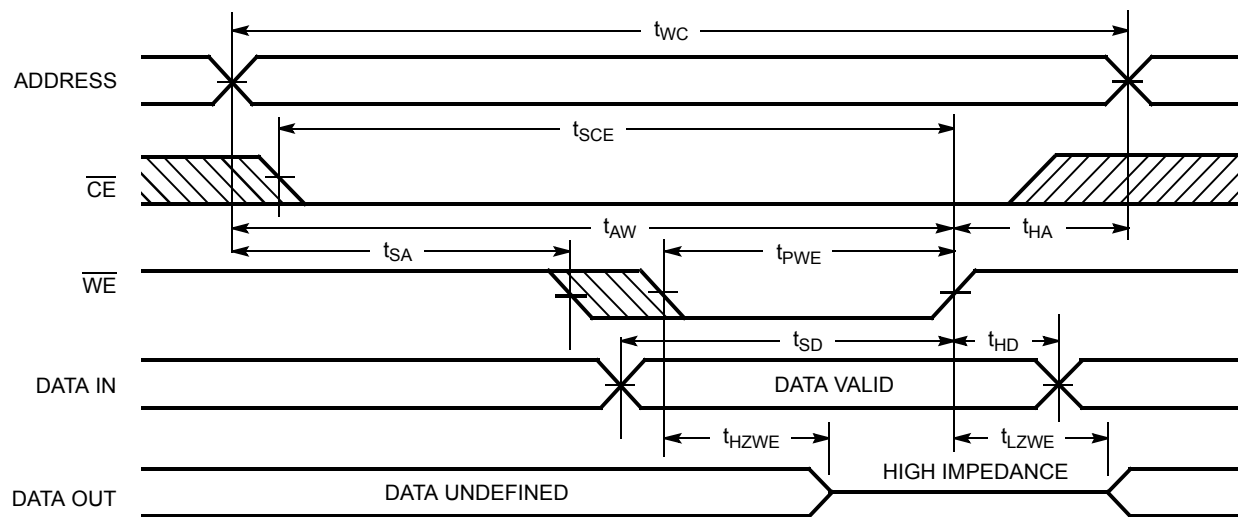 tWC
ADDRESS
tSCE
CE
tAW
tHA
tSA
tPWE
WE
tSD
tHD
DATA IN
DATA VALID
tHZWE
tLZWE
HIGH IMPEDANCE
DATA UNDEFINED
DATA OUT